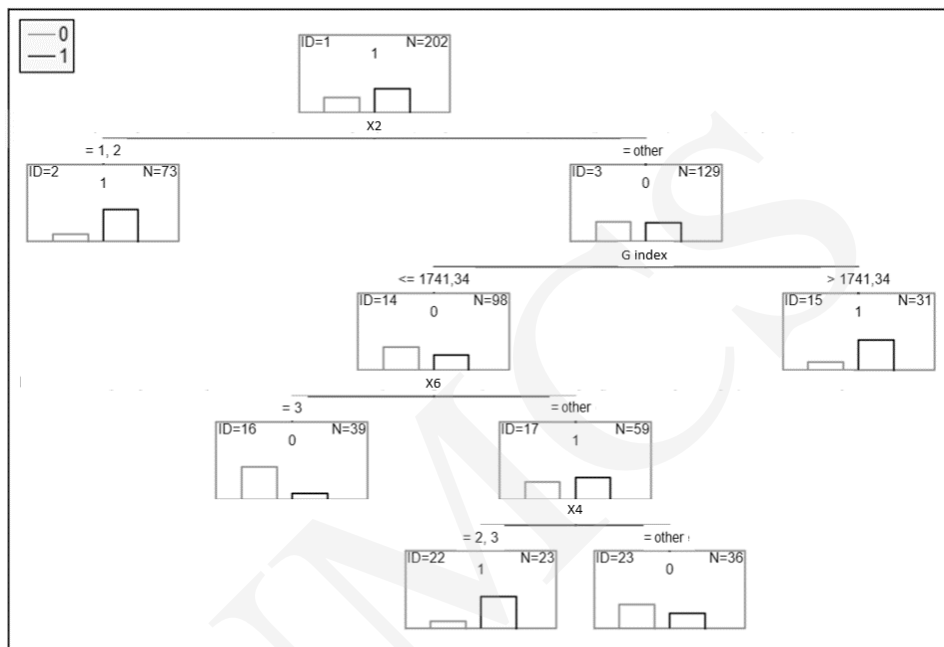 0
1
ID=1 N=202
1
X2
= 1, 2 = other
ID=2 N=73
1
ID=3 N=129
0
G index
<= 1741,34 > 1741,34
ID=14 N=98
0
ID=15 N=31
1
X6
= 3 = other
ID=16 N=39
0
ID=17 N=59
1
X4
= 2, 3 = other
ID=22 N=23
1
ID=23 N=36
0